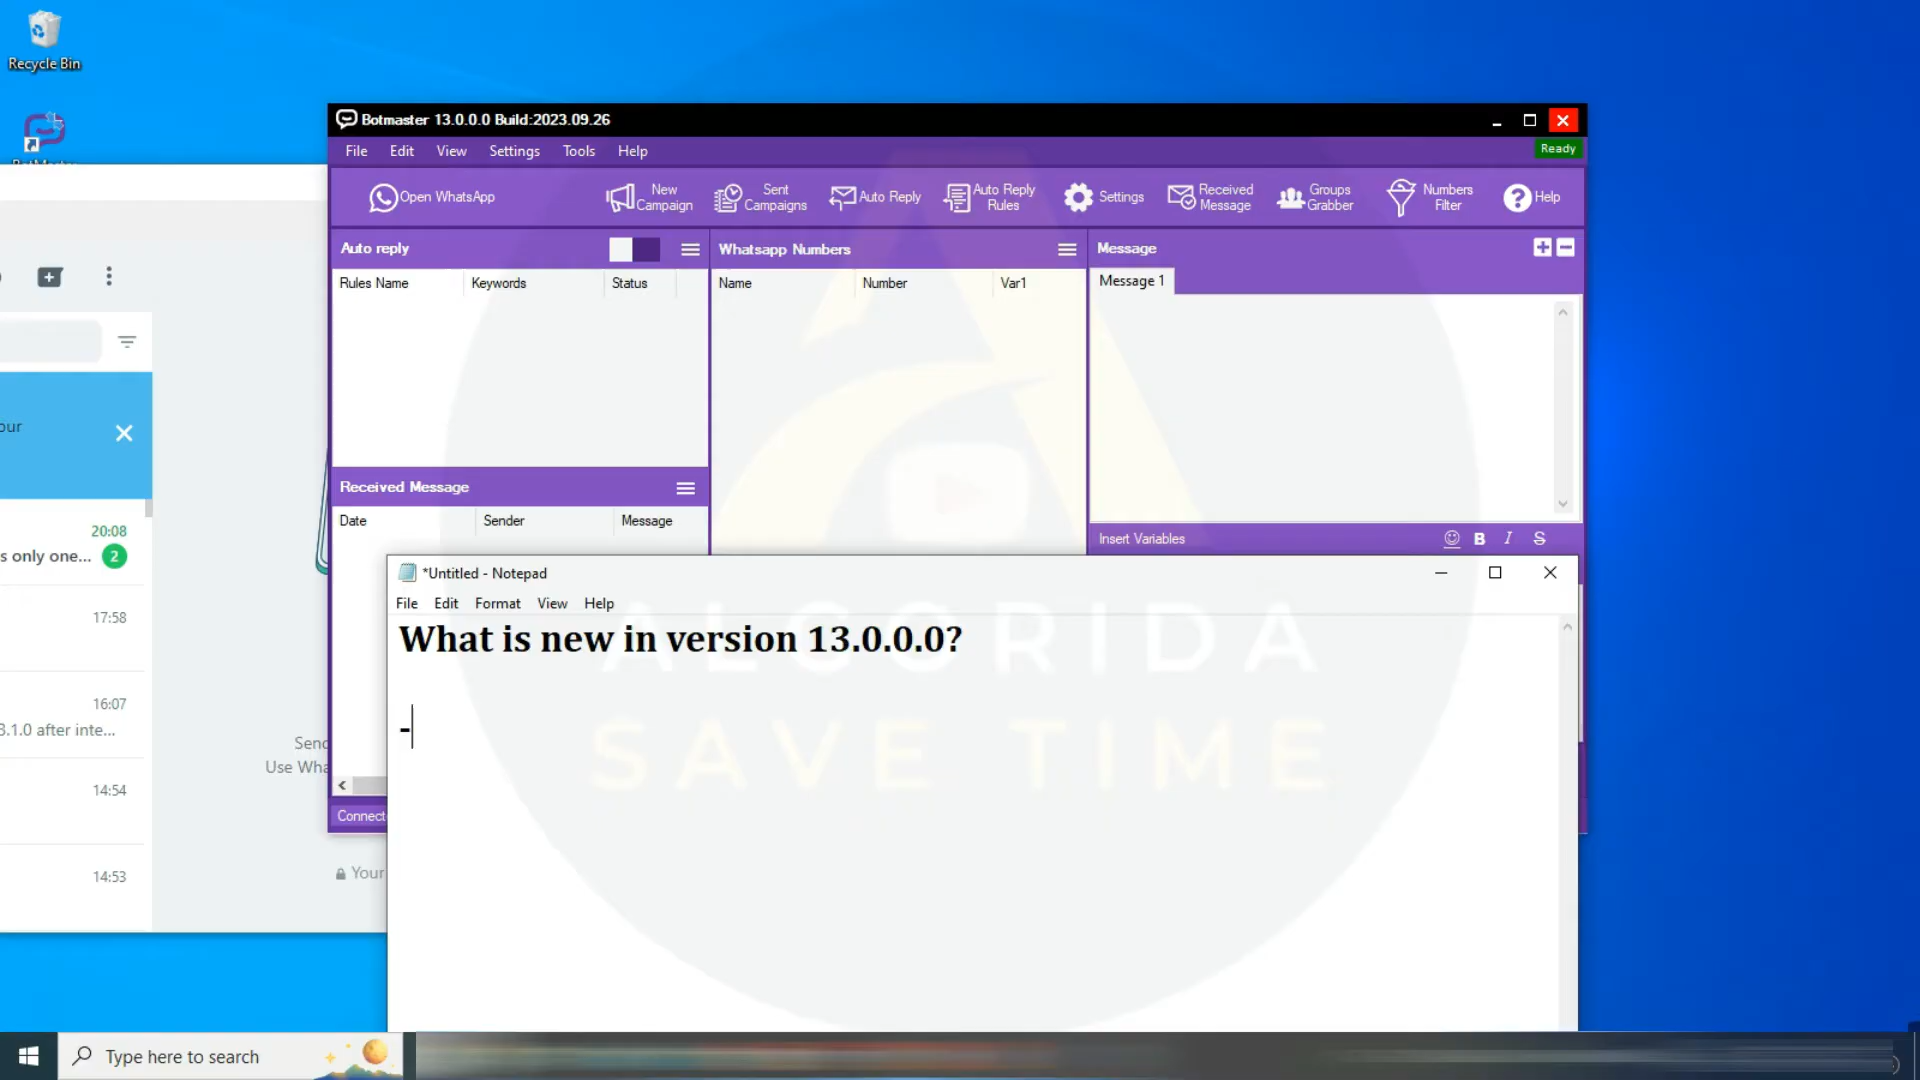 Recycle Bin
Botmaster 13.0.0.0 Build:2023.09.26
File Edit View Settings Tools Help
Ready
Open WhatsApp
New Campaign
Sent Campaigns
Auto Reply
Auto Reply Rules
Settings
Received Message
Groups Grabber
Numbers Filter
Help
Auto reply
Whatsapp Numbers
Message
Rules Name Keywords Status
Name Number Var1
Message 1
our
Received Message
Date Sender Message
Insert Variables
B I S
20:08
s only one...
2
17:58
16:07
3.1.0 after inte...
14:54
14:53
Send
Use Wha
Your
Connect
*Untitled - Notepad
File Edit Format View Help
What is new in version 13.0.0.0?
-
ALGORIDA
SAVE TIME
Type here to search